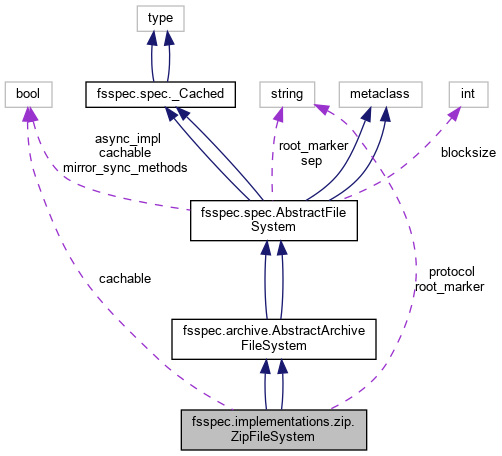 type
bool
fsspec.spec._Cached
string
metaclass
int
async_impl
cachable
mirror_sync_methods
root_marker
sep
blocksize
fsspec.spec.AbstractFile
System
cachable
protocol
root_marker
fsspec.archive.AbstractArchive
FileSystem
fsspec.implementations.zip.
ZipFileSystem